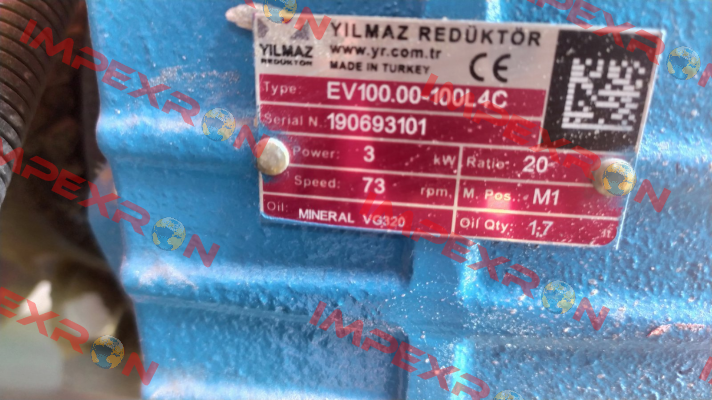 YILMAZ REDÜKTÖR
YILMAZ REDÜKTÖR
www.yr.com.tr
MADE IN TURKEY
CE
Type: EV100.00-100L4C
Serial N. 190693101
Power: 3 kW Ratio: 20
Speed: 73 rpm. M. Pos.: M1
Oil: MINERAL VG320 Oil Qty: 1.7 lt
IMPEXRON
IMPEXRON
IMPEXRON
IMPEXRON
IMPEXRON
IMPEXRON